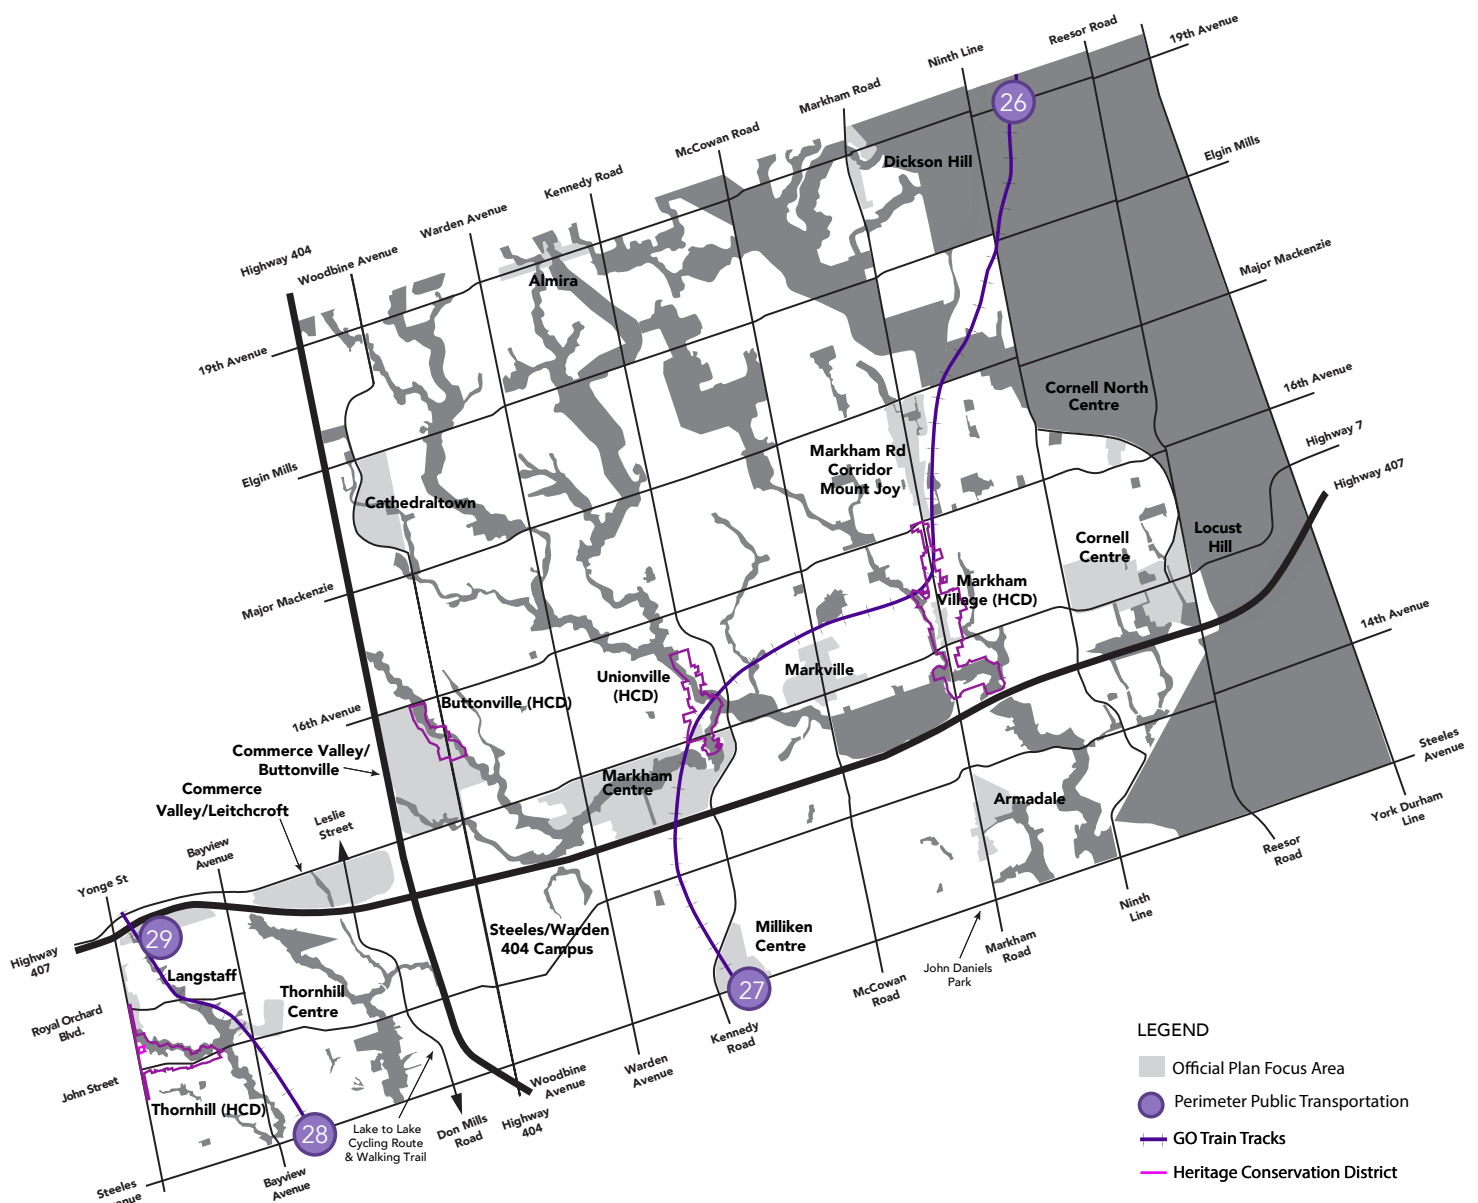 Reesor Road
19th Avenue
Ninth Line
Markham Road
26
McCowan Road
Dickson Hill
Elgin Mills
Kennedy Road
Warden Avenue
Highway 404
Woodbine Avenue
Major Mackenzie
Almira
19th Avenue
16th Avenue
Cornell North
Centre
Highway 7
Markham Rd
Corridor
Mount Joy
Highway 407
Elgin Mills
Cathedraltown
Locust
Hill
Cornell
Centre
Major Mackenzie
Markham
Village (HCD)
14th Avenue
Unionville
(HCD)
Markville
Buttonville (HCD)
16th Avenue
Steeles
Avenue
Commerce Valley/
Buttonville
Markham
Centre
Commerce
Valley/Leitchcroft
Armadale
York Durham
Line
Leslie
Street
Bayview
Avenue
Reesor
Road
Yonge St
Ninth
Line
Steeles/Warden
404 Campus
Milliken
Centre
29
Highway
407
Markham
Road
John Daniels
Park
Langstaff
McCowan
Road
27
Thornhill
Centre
Royal Orchard
Blvd.
Kennedy
Road
LEGEND
Official Plan Focus Area
Perimeter Public Transportation
GO Train Tracks
Heritage Conservation District
Warden
Avenue
Woodbine
Avenue
John Street
Thornhill (HCD)
Highway
404
28
Lake to Lake
Cycling Route
& Walking Trail
Don Mills
Road
Bayview
Avenue
Steeles